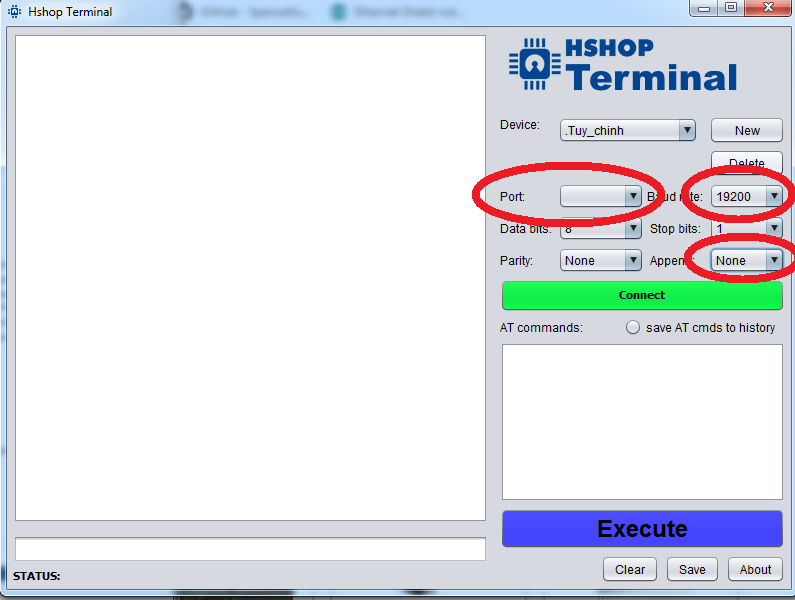 Hshop Terminal
HSHOP
Terminal
Device: .Tuy_chinh New
Delete
Port: Baud rate: 19200
Data bits: 8 Stop bits: 1
Parity: None Append: None
Connect
AT commands: save AT cmds to history
Execute
Clear Save About
STATUS: